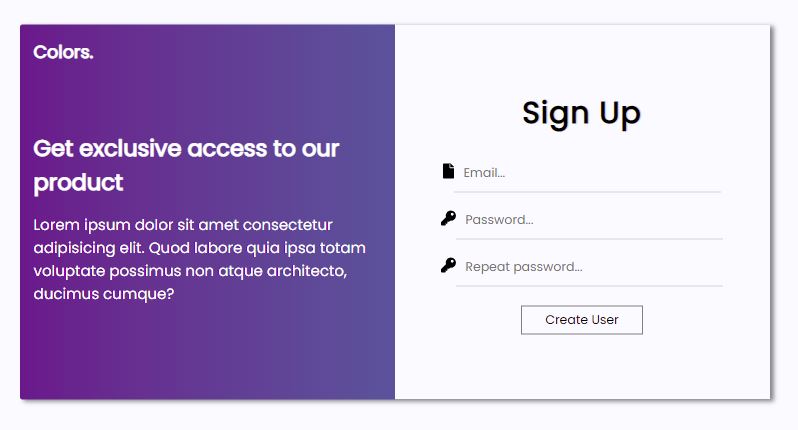 Colors.
Get exclusive access to our
product
Lorem ipsum dolor sit amet consectetur
adipisicing elit. Quod labore quia ipsa totam
voluptate possimus non atque architecto,
ducimus cumque?
Sign Up
Email...
Password...
Repeat password...
Create User